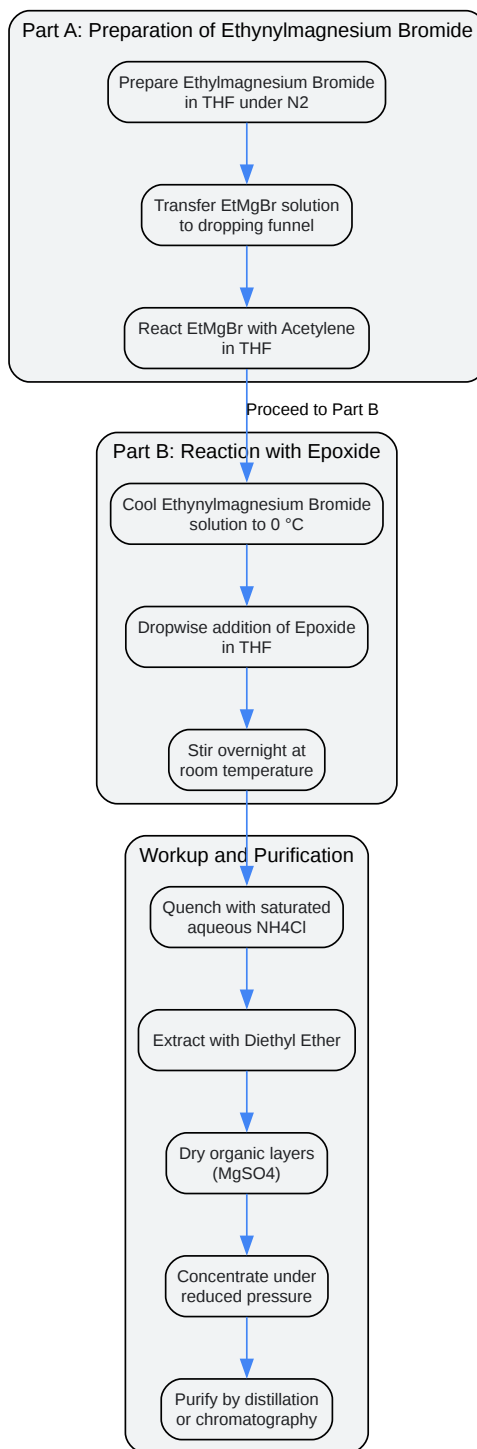 Part A: Preparation of Ethynylmagnesium Bromide
Prepare Ethylmagnesium Bromide
in THF under N2
Transfer EtMgBr solution
to dropping funnel
React EtMgBr with Acetylene
in THF
Proceed to Part B
Part B: Reaction with Epoxide
Cool Ethynylmagnesium Bromide
solution to 0 °C
Dropwise addition of Epoxide
in THF
Stir overnight at
room temperature
Workup and Purification
Quench with saturated
aqueous NH4Cl
Extract with Diethyl Ether
Dry organic layers
(MgSO4)
Concentrate under
reduced pressure
Purify by distillation
or chromatography